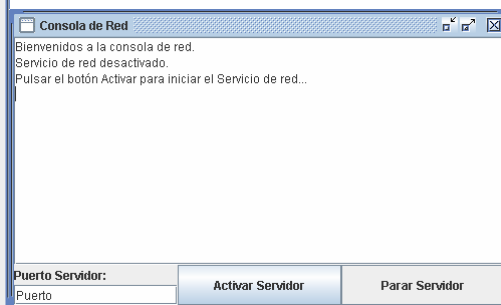 Consola de Red
Bienvenidos a la consola de red.
Servicio de red desactivado.
Pulsar el botón Activar para iniciar el Servicio de red...
Puerto Servidor:
Puerto
Activar Servidor
Parar Servidor